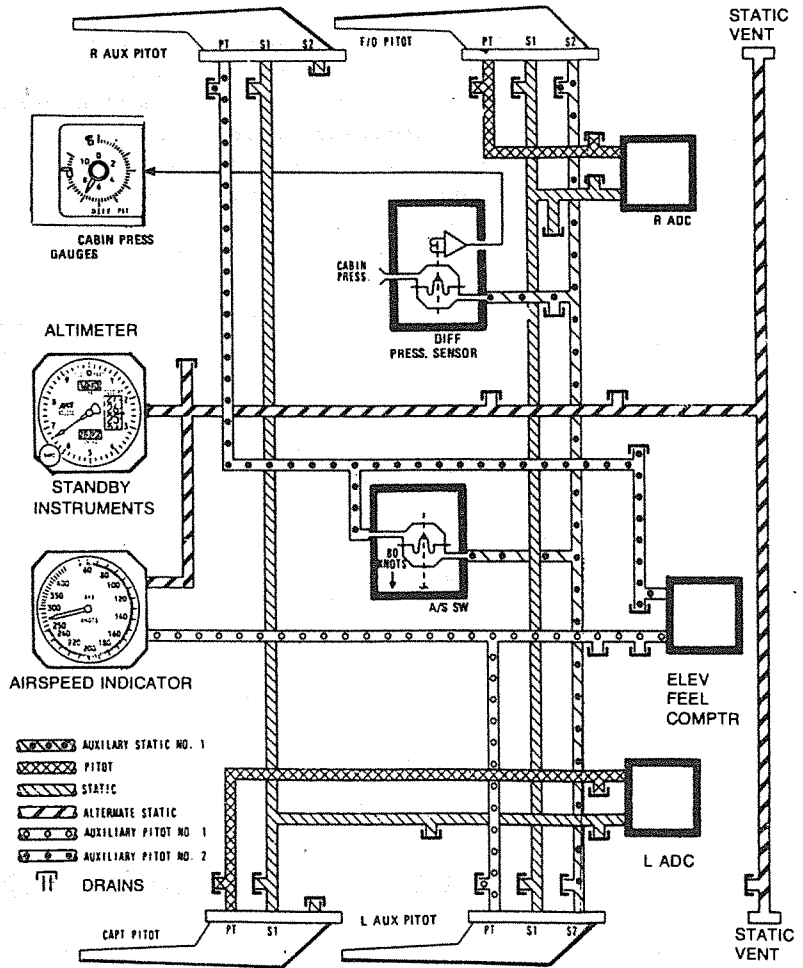 R AUX PITOT
PT S1 S2
F/O PITOT
PT S1 S2
STATIC
VENT
R ADC
DIFF PSI
CABIN PRESS
GAUGES
CABIN
PRESS.
DIFF
PRESS. SENSOR
ALTIMETER
STANDBY
INSTRUMENTS
80
KNOTS
A/S SW
KNOTS
AIRSPEED INDICATOR
ELEV
FEEL
COMPTR
AUXILARY STATIC NO. 1
PITOT
STATIC
ALTERNATE STATIC
AUXILIARY PITOT NO. 1
AUXILIARY PITOT NO. 2
DRAINS
L ADC
CAPT PITOT
PT S1
L AUX PITOT
PT S1 S2
STATIC
VENT